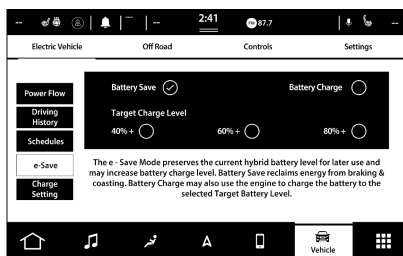 -- -- 2:41 FM 87.7 --
Electric Vehicle Off Road Controls Settings
Power Flow
Driving
History
Schedules
e-Save
Charge
Setting
Battery Save Battery Charge
Target Charge Level
40% + 60% + 80% +
The e - Save Mode preserves the current hybrid battery level for later use and
may increase battery charge level. Battery Save reclaims energy from braking &
coasting. Battery Charge may also use the engine to charge the battery to the
selected Target Battery Level.
Vehicle